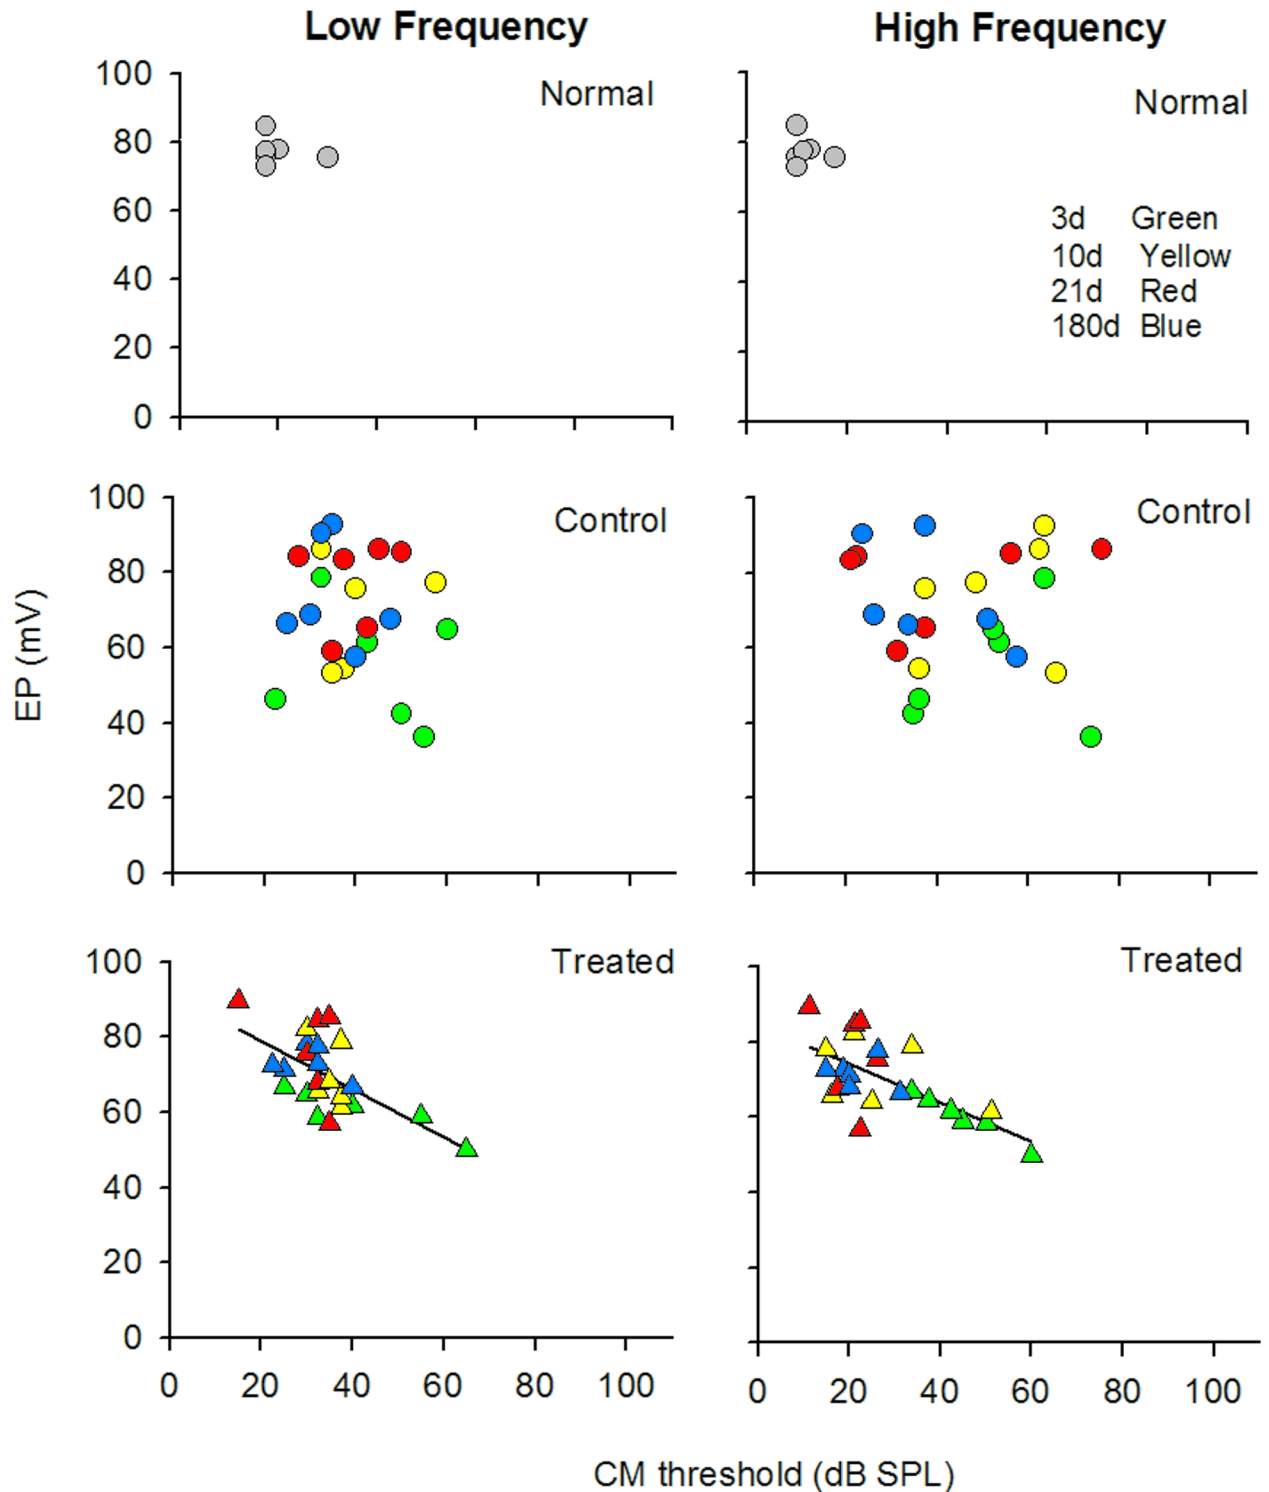 Low Frequency
High Frequency
Normal
Normal
100
80
60
40
20
0
3d Green
10d Yellow
21d Red
180d Blue
Control
Control
100
80
60
40
20
0
EP (mV)
Treated
Treated
100
80
60
40
20
0
0 20 40 60 80 100
0 20 40 60 80 100
CM threshold (dB SPL)